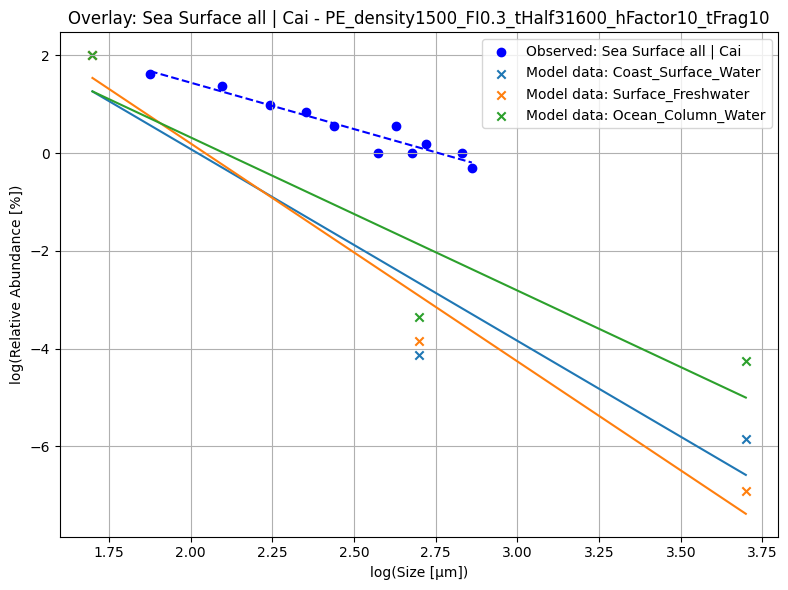 Overlay: Sea Surface all | Cai - PE_density1500_FI0.3_tHalf31600_hFactor10_tFrag10
Observed: Sea Surface all | Cai
Model data: Coast_Surface_Water
Model data: Surface_Freshwater
Model data: Ocean_Column_Water
log(Relative Abundance [%])
2
0
−2
−4
−6
1.75
2.00
2.25
2.50
2.75
3.00
3.25
3.50
3.75
log(Size [µm])